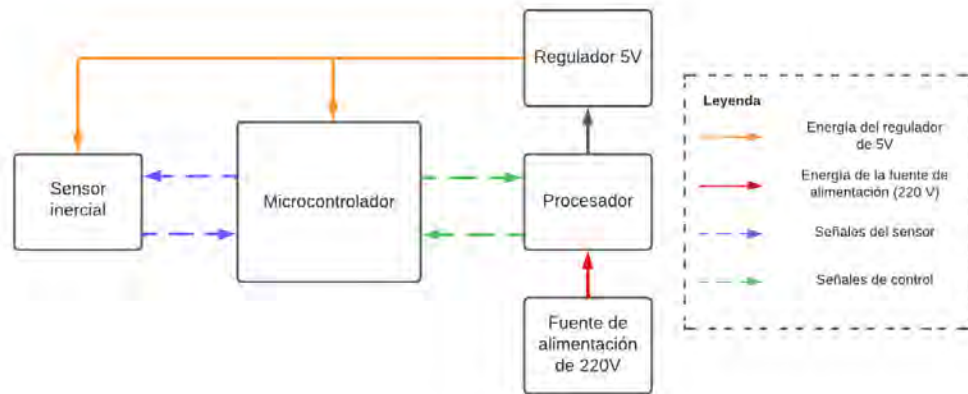 Regulador 5V
Sensor
inercial
Microcontrolador
Procesador
Fuente de
alimentación
de 220V
Leyenda
Energía del regulador
de 5V
Energía de la fuente de
alimentación (220 V)
Señales del sensor
Señales de control